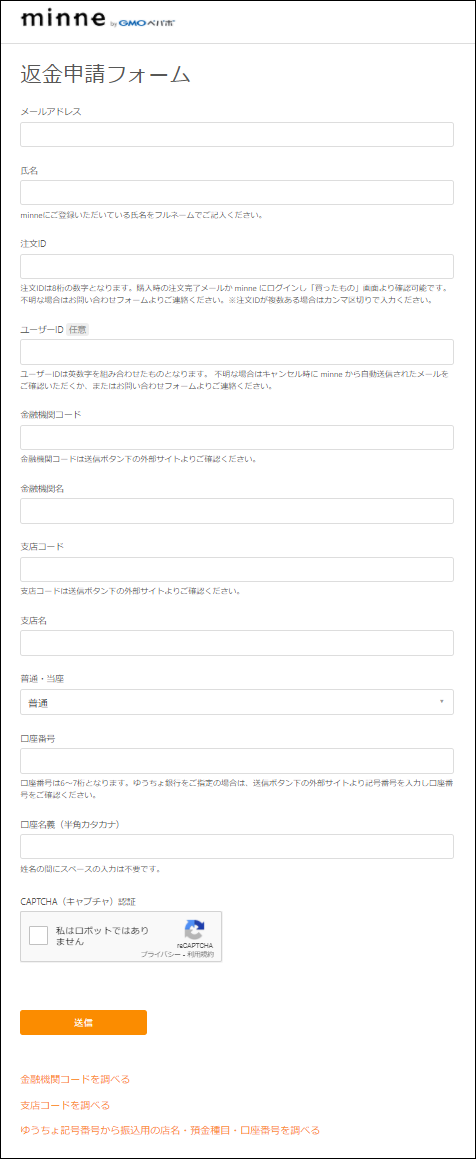 minne by GMOペパボ
返金申請フォーム
メールアドレス
氏名
minneにご登録いただいている氏名をフルネームでご記入ください。
注文ID
注文IDは8桁の数字となります。購入時の注文完了メールか minne にログインし「買ったもの」画面より確認可能です。
不明な場合はお問い合わせフォームよりご連絡ください。※注文IDが複数ある場合はカンマ区切りで入力ください。
ユーザーID 任意
ユーザーIDは英数字を組み合わせたものとなります。 不明な場合はキャンセル時に minne から自動送信されたメールを
ご確認いただくか、またはお問い合わせフォームよりご連絡ください。
金融機関コード
金融機関コードは送信ボタン下の外部サイトよりご確認ください。
金融機関名
支店コード
支店コードは送信ボタン下の外部サイトよりご確認ください。
支店名
普通・当座
普通
口座番号
口座番号は6〜7桁となります。ゆうちょ銀行をご指定の場合は、送信ボタン下の外部サイトより記号番号を入力し口座番
号をご確認ください。
口座名義（半角カタカナ）
姓名の間にスペースの入力は不要です。
CAPTCHA（キャプチャ）認証
私はロボットではあり
ません
reCAPTCHA
プライバシー - 利用規約
送信
金融機関コードを調べる
支店コードを調べる
ゆうちょ記号番号から振込用の店名・預金種目・口座番号を調べる